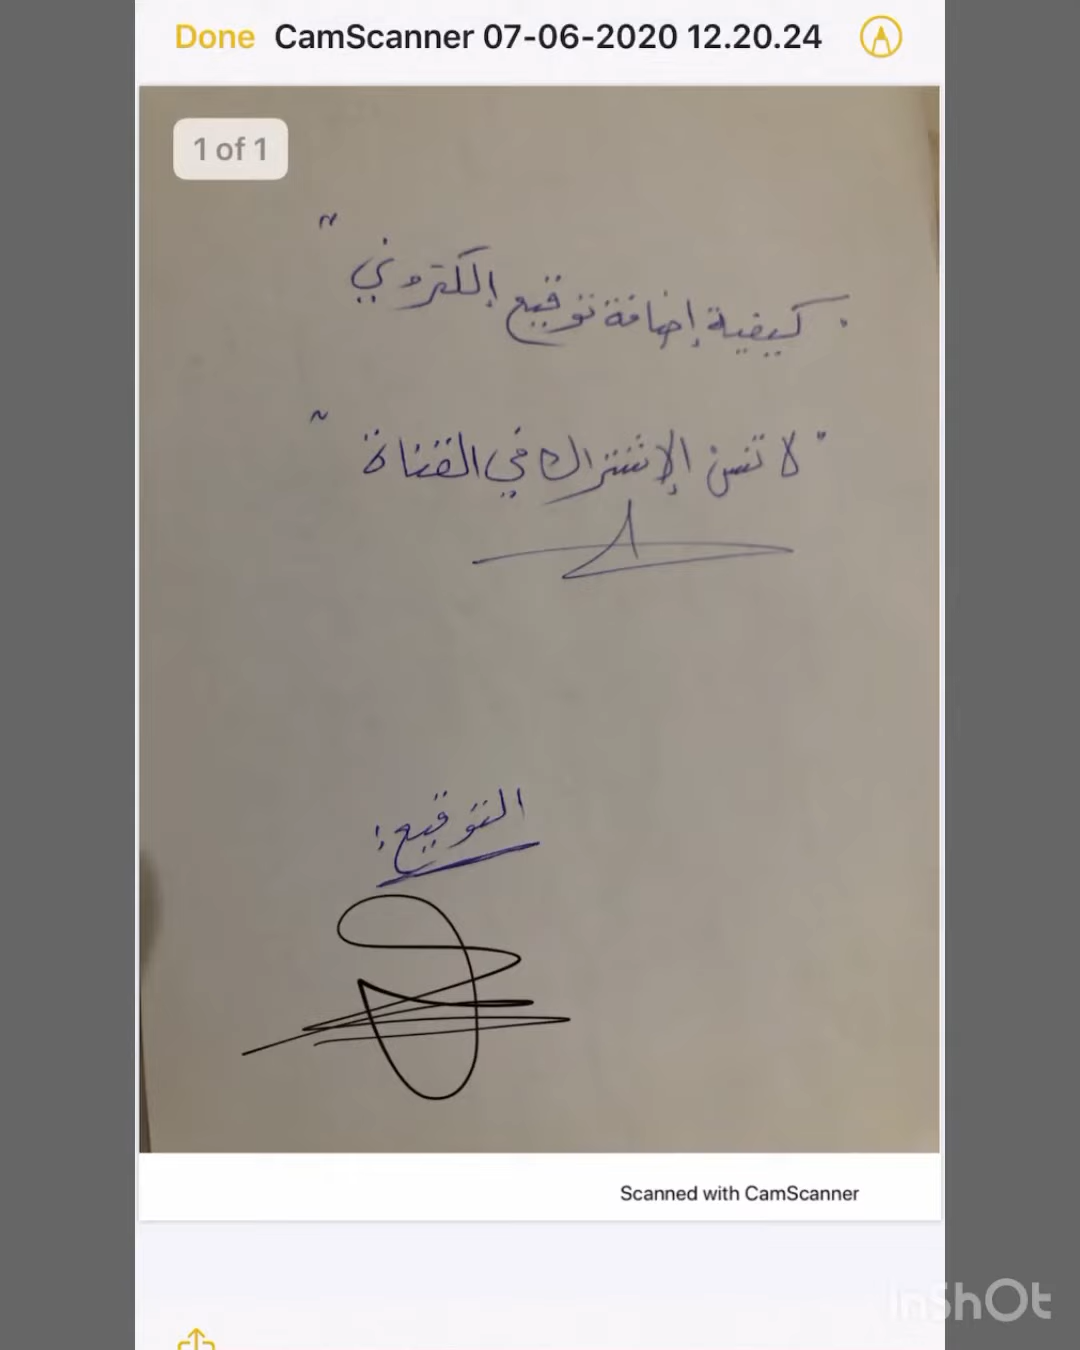 Done CamScanner 07-06-2020 12.20.24
1 of 1
كيفية إضافة توقيع إلكتروني "
" لا تنس الإشتراك في القناة "
التوقيع:
Scanned with CamScanner
InShOt